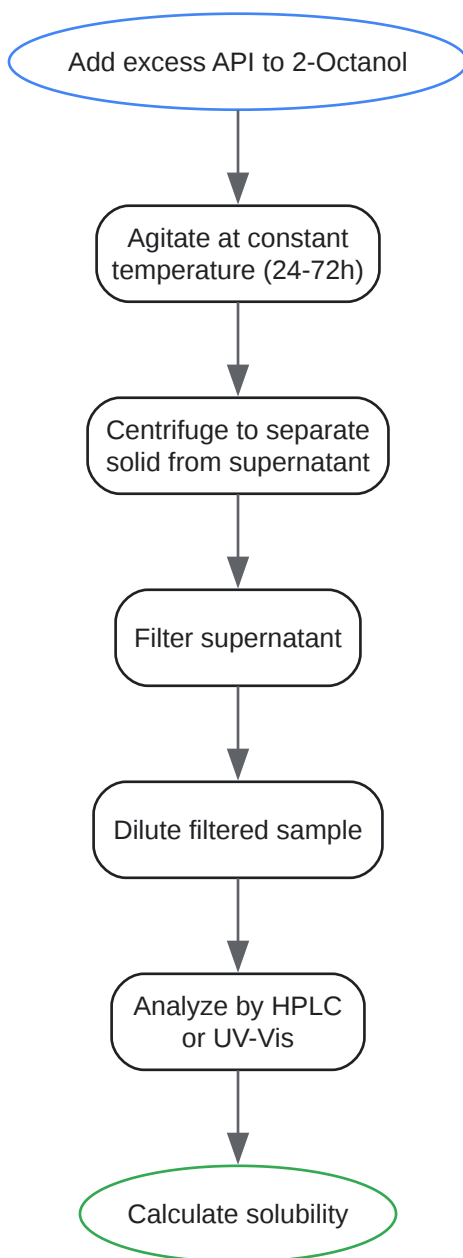 Add excess API to 2-Octanol
Agitate at constant
temperature (24-72h)
Centrifuge to separate
solid from supernatant
Filter supernatant
Dilute filtered sample
Analyze by HPLC
or UV-Vis
Calculate solubility